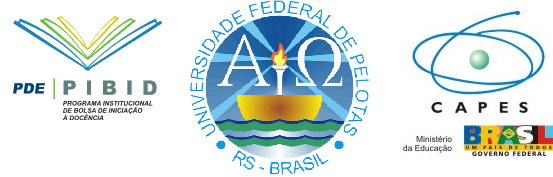 PDE | PIBID
PROGRAMA INSTITUCIONAL
DE BOLSA DE INICIAÇÃO
À DOCÊNCIA
UNIVERSIDADE FEDERAL DE PELOTAS
ΑΩ
RS - BRASIL
CAPES
Ministério
da Educação
BRASIL
UM PAÍS DE TODOS
GOVERNO FEDERAL